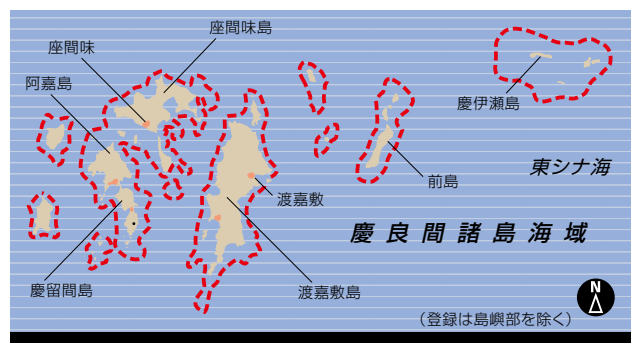 座間味島
座間味
阿嘉島
慶伊瀬島
東シナ海
前島
渡嘉敷
慶良間諸島海域
慶留間島
渡嘉敷島
N
（登録は島嶼部を除く）